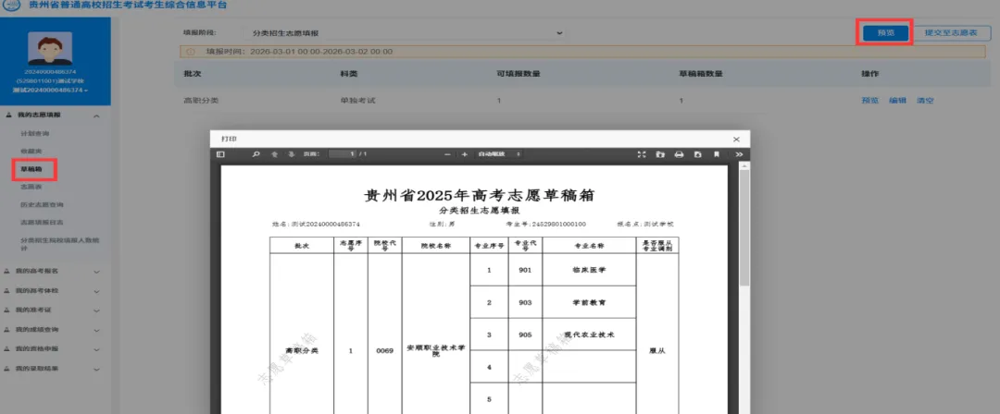 贵州省普通高校招生考试考生综合信息平台
20240000486374
(5208011001)测试学校
测试20240000486374
我的志愿填报
计划查询
收藏夹
草稿箱
志愿表
历史志愿查询
志愿填报日志
分类招生院校填报人数统
计
我的高考报名
我的高考体检
我的准考证
我的成绩查询
我的资格申报
我的录取结果
填报阶段: 分类招生志愿填报 预览 提交至志愿表
填报时间: 2026-03-01 00:00-2026-03-02 00:00
批次 科类 可填报数量 草稿箱数量 操作
高职分类 单独考试 1 1 预览 编辑 清空
打印
页面: 1 / 1 自动缩放
贵州省2025年高考志愿草稿箱
分类招生志愿填报
姓名:测试20240000486374 性别:男 考生号:24529801000100 报名点:测试学校
批次 志愿序号 院校代号 院校名称 专业序号 专业代号 专业名称 是否服从专业调剂
高职分类 1 0069 安顺职业技术学院 服从
1 901 临床医学
2 903 学前教育
3 905 现代农业技术
4
5
志愿草稿箱
志愿草稿箱